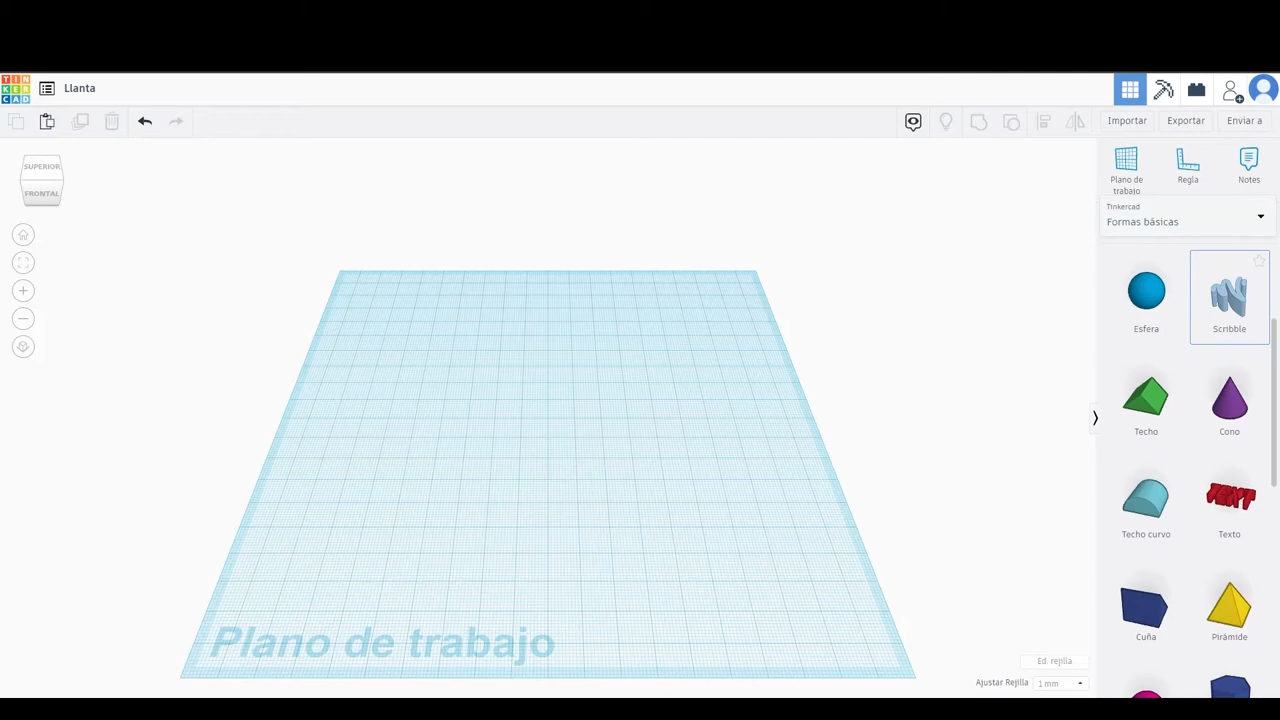 TIN
KER
CAD
Llanta
Importar
Exportar
Enviar a
SUPERIOR
FRONTAL
Plano de
trabajo
Regla
Notes
Tinkercad
Formas básicas
Esfera
Scribble
Techo
Cono
TEXT
Techo curvo
Texto
Cuña
Pirámide
Plano de trabajo
Ed. rejilla
Ajustar Rejilla
1 mm